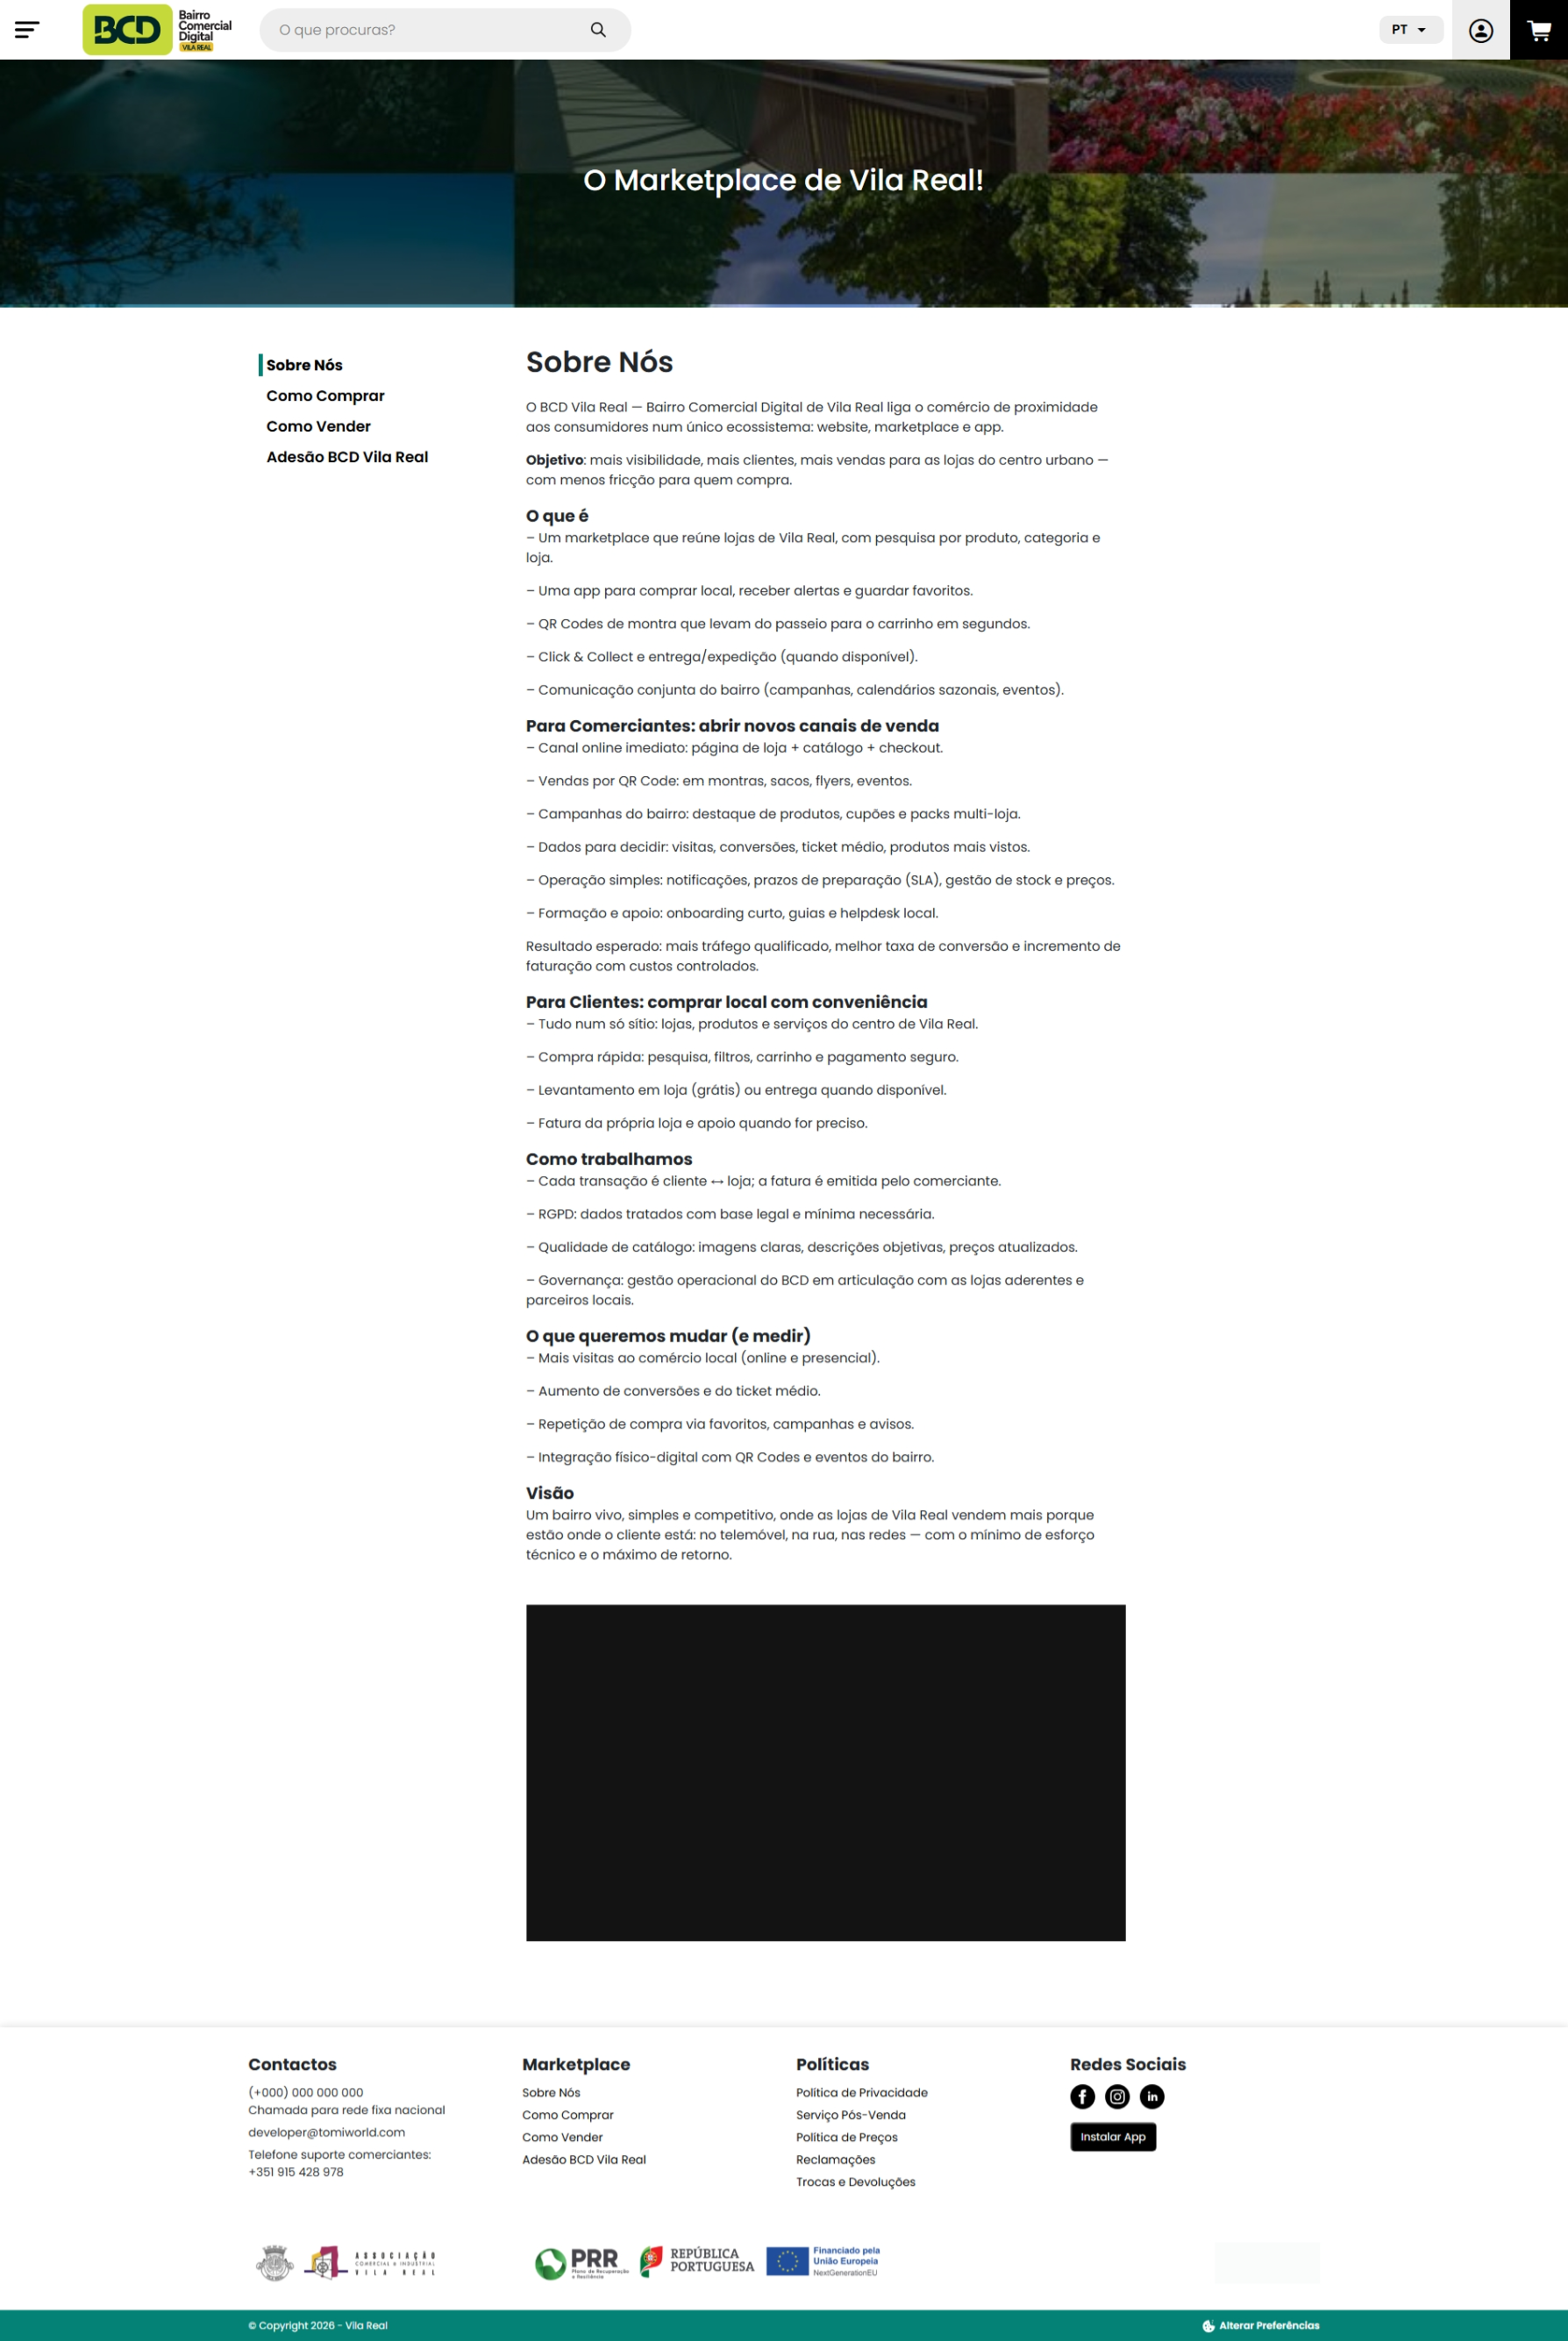 BCD
Bairro
Comercial
Digital
VILA REAL
O que procuras?
PT
O Marketplace de Vila Real!
Sobre Nós
Como Comprar
Como Vender
Adesão BCD Vila Real
Sobre Nós
O BCD Vila Real — Bairro Comercial Digital de Vila Real liga o comércio de proximidade
aos consumidores num único ecossistema: website, marketplace e app.
Objetivo: mais visibilidade, mais clientes, mais vendas para as lojas do centro urbano —
com menos fricção para quem compra.
O que é
– Um marketplace que reúne lojas de Vila Real, com pesquisa por produto, categoria e
loja.
– Uma app para comprar local, receber alertas e guardar favoritos.
– QR Codes de montra que levam do passeio para o carrinho em segundos.
– Click & Collect e entrega/expedição (quando disponível).
– Comunicação conjunta do bairro (campanhas, calendários sazonais, eventos).
Para Comerciantes: abrir novos canais de venda
– Canal online imediato: página de loja + catálogo + checkout.
– Vendas por QR Code: em montras, sacos, flyers, eventos.
– Campanhas do bairro: destaque de produtos, cupões e packs multi-loja.
– Dados para decidir: visitas, conversões, ticket médio, produtos mais vistos.
– Operação simples: notificações, prazos de preparação (SLA), gestão de stock e preços.
– Formação e apoio: onboarding curto, guias e helpdesk local.
Resultado esperado: mais tráfego qualificado, melhor taxa de conversão e incremento de
faturação com custos controlados.
Para Clientes: comprar local com conveniência
– Tudo num só sítio: lojas, produtos e serviços do centro de Vila Real.
– Compra rápida: pesquisa, filtros, carrinho e pagamento seguro.
– Levantamento em loja (grátis) ou entrega quando disponível.
– Fatura da própria loja e apoio quando for preciso.
Como trabalhamos
– Cada transação é cliente ↔ loja; a fatura é emitida pelo comerciante.
– RGPD: dados tratados com base legal e mínima necessária.
– Qualidade de catálogo: imagens claras, descrições objetivas, preços atualizados.
– Governança: gestão operacional do BCD em articulação com as lojas aderentes e
parceiros locais.
O que queremos mudar (e medir)
– Mais visitas ao comércio local (online e presencial).
– Aumento de conversões e do ticket médio.
– Repetição de compra via favoritos, campanhas e avisos.
– Integração físico-digital com QR Codes e eventos do bairro.
Visão
Um bairro vivo, simples e competitivo, onde as lojas de Vila Real vendem mais porque
estão onde o cliente está: no telemóvel, na rua, nas redes — com o mínimo de esforço
técnico e o máximo de retorno.
Contactos
(+000) 000 000 000
Chamada para rede fixa nacional
developer@tomiworld.com
Telefone suporte comerciantes:
+351 915 428 978
Marketplace
Sobre Nós
Como Comprar
Como Vender
Adesão BCD Vila Real
Políticas
Política de Privacidade
Serviço Pós-Venda
Política de Preços
Reclamações
Trocas e Devoluções
Redes Sociais
Instalar App
ASSOCIAÇÃO
COMERCIAL E INDUSTRIAL
VILA REAL
PRR
Plano de Recuperação
e Resiliência
REPÚBLICA
PORTUGUESA
Financiado pela
União Europeia
NextGenerationEU
© Copyright 2026 - Vila Real
Alterar Preferências